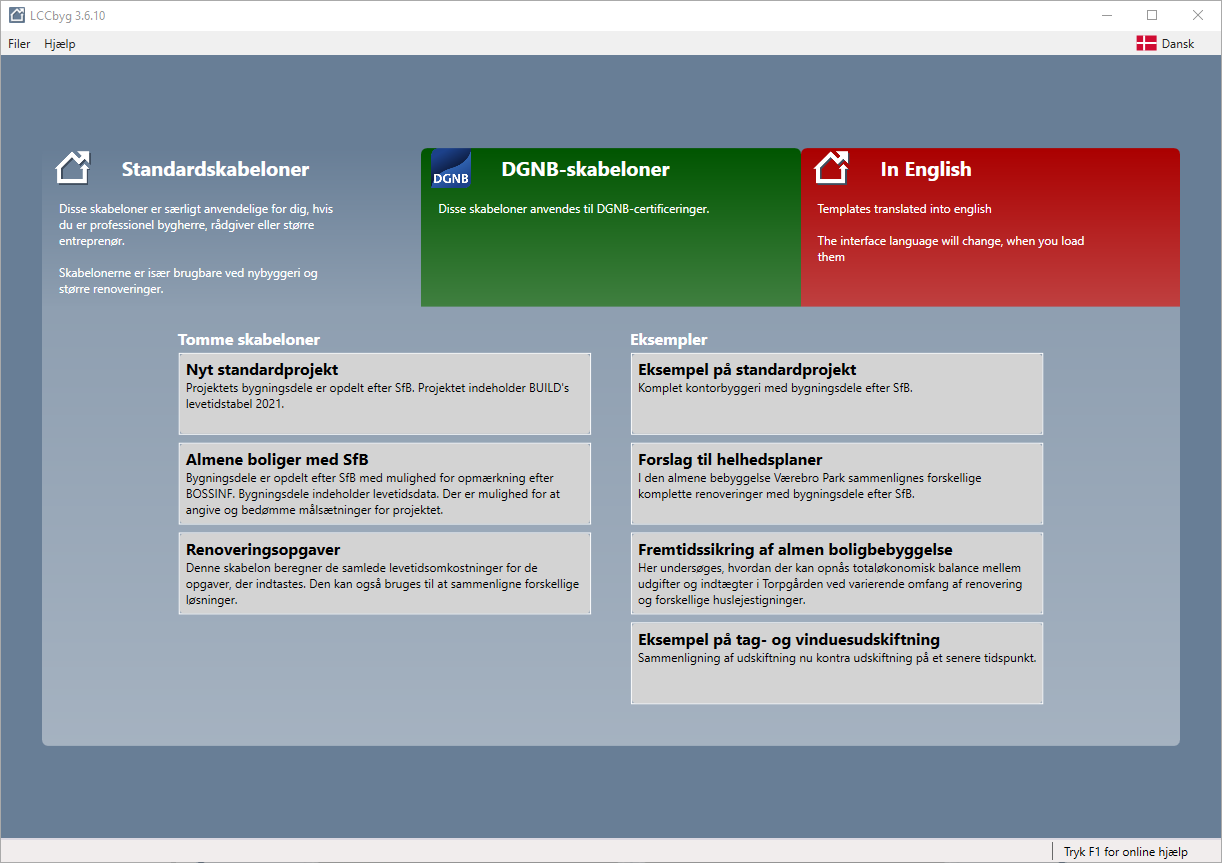 LCCbyg 3.6.10
Filer Hjælp
Dansk
Standardskabeloner
Disse skabeloner er særligt anvendelige for dig, hvis
du er professionel bygherre, rådgiver eller større
entreprenør.
Skabelonerne er især brugbare ved nybyggeri og
større renoveringer.
DGNB
DGNB-skabeloner
Disse skabeloner anvendes til DGNB-certificeringer.
In English
Templates translated into english
The interface language will change, when you load
them
Tomme skabeloner
Nyt standardprojekt
Projektets bygningsdele er opdelt efter SfB. Projektet indeholder BUILD's
levetidstabel 2021.
Almene boliger med SfB
Bygningsdele er opdelt efter SfB med mulighed for opmærkning efter
BOSSINF. Bygningsdele indeholder levetidsdata. Der er mulighed for at
angive og bedømme målsætninger for projektet.
Renoveringsopgaver
Denne skabelon beregner de samlede levetidsomkostninger for de
opgaver, der indtastes. Den kan også bruges til at sammenligne forskellige
løsninger.
Eksempler
Eksempel på standardprojekt
Komplet kontorbyggeri med bygningsdele efter SfB.
Forslag til helhedsplaner
I den almene bebyggelse Værebro Park sammenlignes forskellige
komplette renoveringer med bygningsdele efter SfB.
Fremtidssikring af almen boligbebyggelse
Her undersøges, hvordan der kan opnås totaløkonomisk balance mellem
udgifter og indtægter i Torpgården ved varierende omfang af renovering
og forskellige huslejestigninger.
Eksempel på tag- og vinduesudskiftning
Sammenligning af udskiftning nu kontra udskiftning på et senere tidspunkt.
Tryk F1 for online hjælp